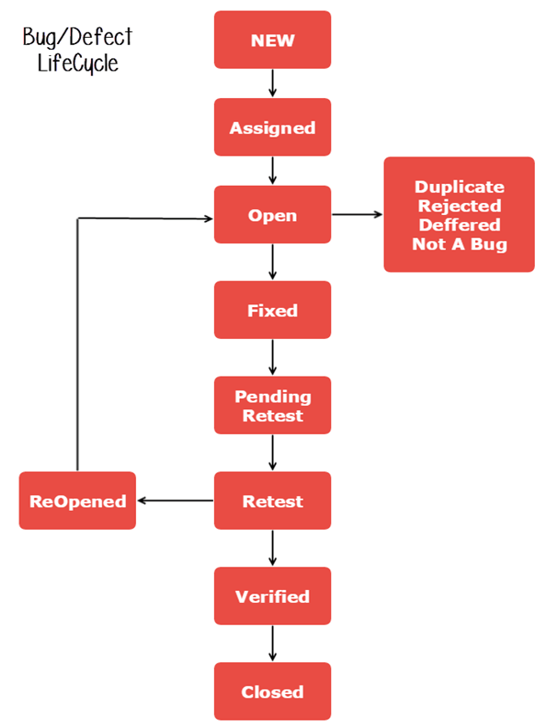 Bug/Defect
LifeCycle
NEW
Assigned
Open
Duplicate
Rejected
Deffered
Not A Bug
Fixed
Pending
Retest
ReOpened
Retest
Verified
Closed